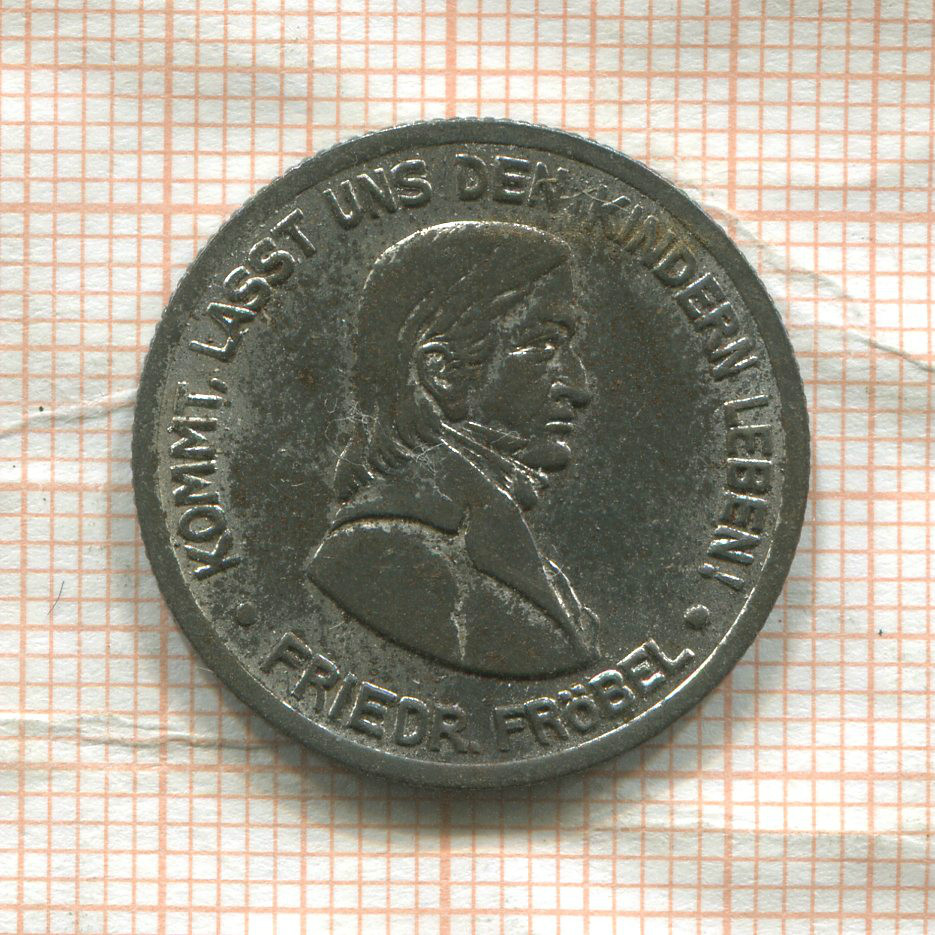 KOMMT, LASST UNS DEN KINDERN LEBEN!
FRIEDR. FRÖBEL